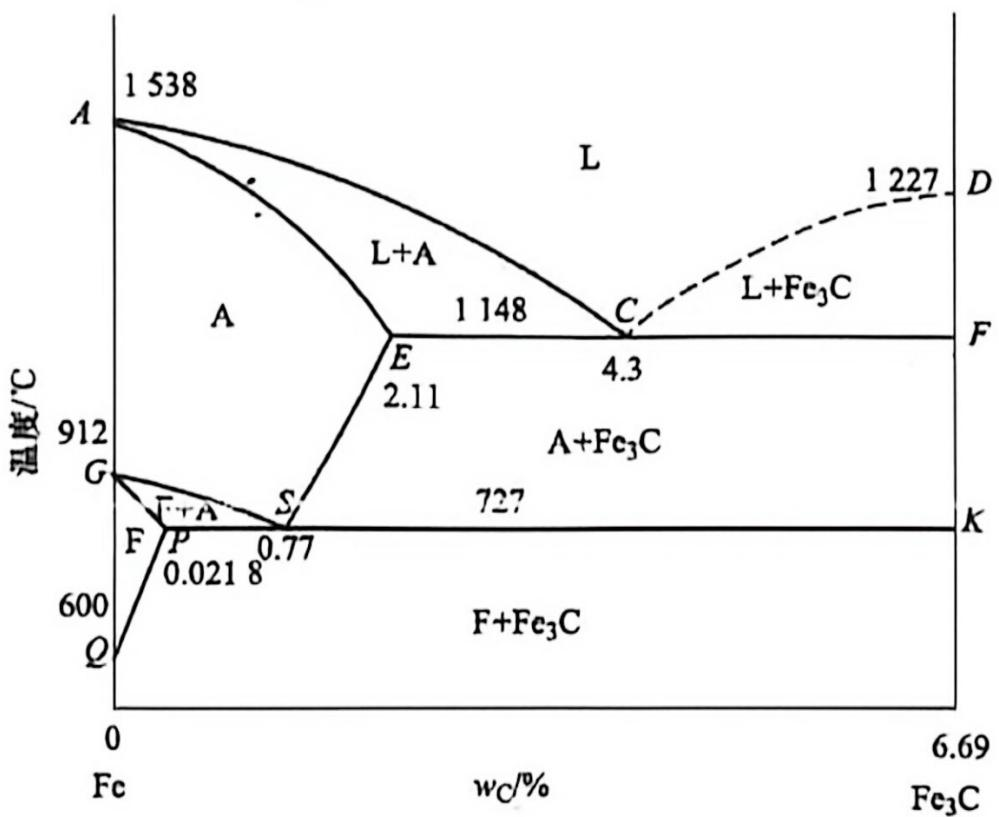 1 538
A
L
1 227
D
L+A
L+Fe₃C
A
1 148
C
F
E
4.3
2.11
温度/℃
912
A+Fe₃C
G
S
727
F+A
K
F
P
0.77
0.021 8
600
F+Fe₃C
Q
0
6.69
Fe
w_C/%
Fe₃C